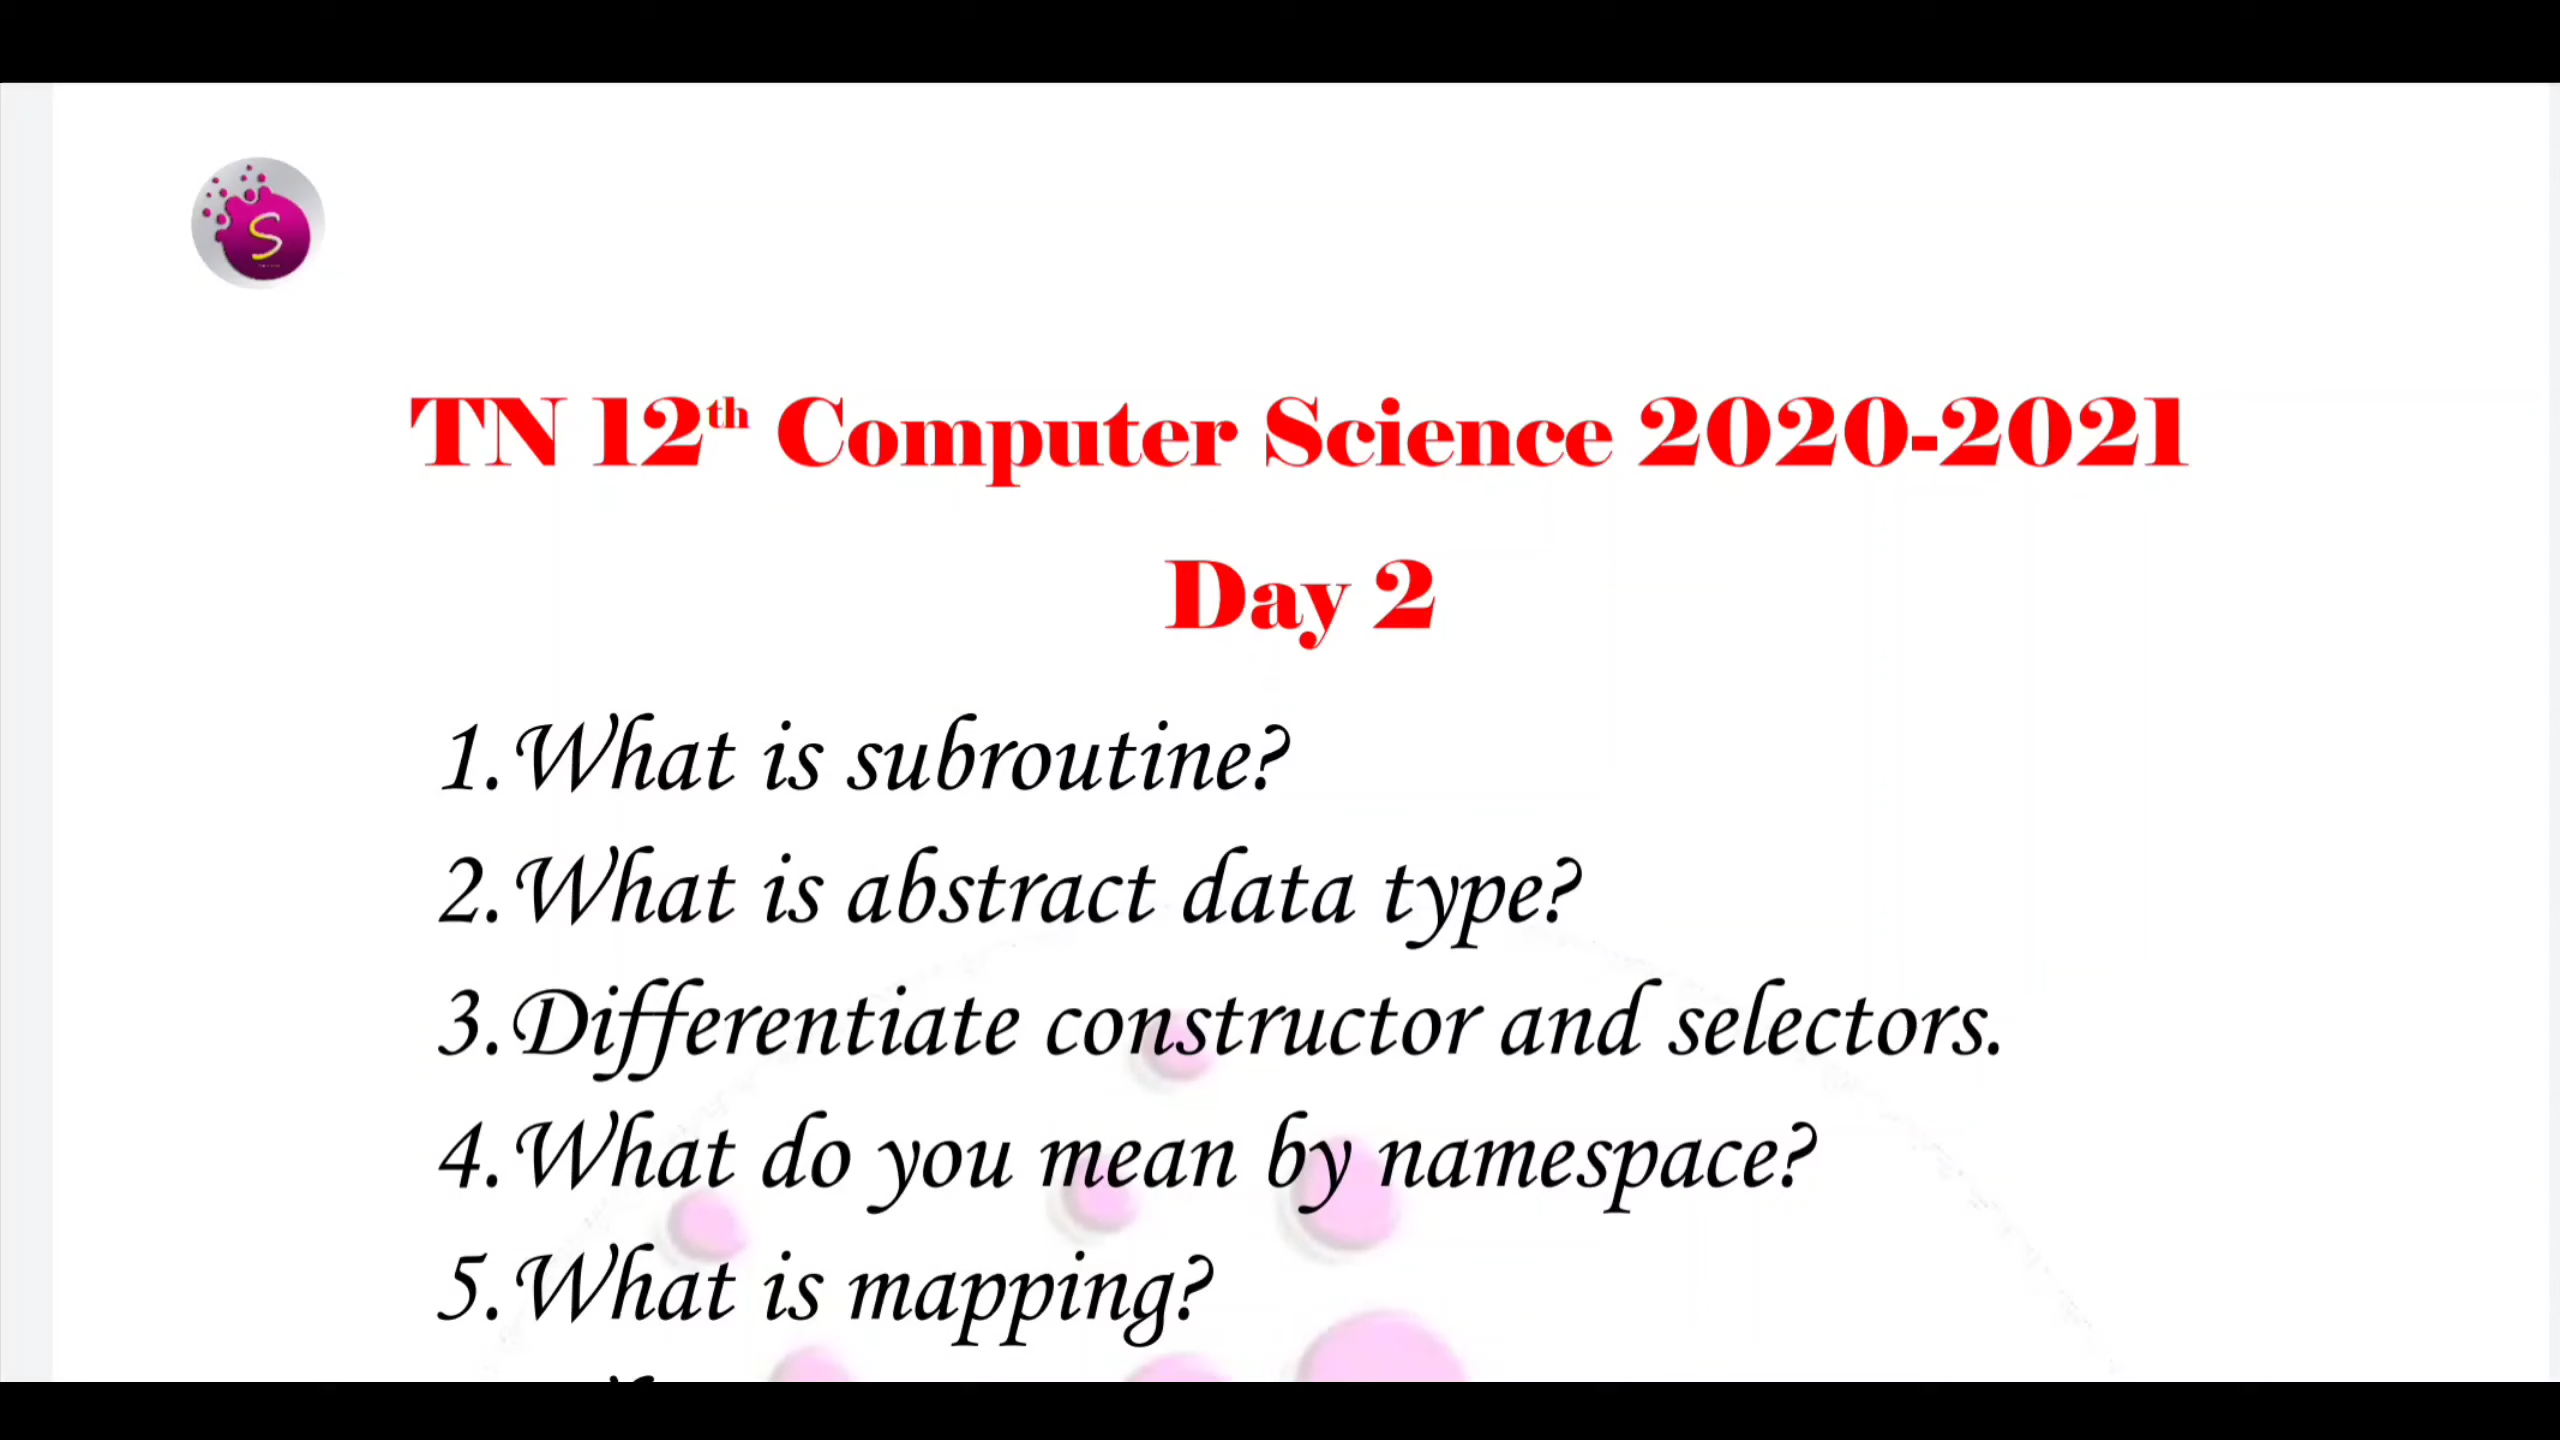 S
TN 12th Computer Science 2020-2021
Day 2
1.What is subroutine?
2.What is abstract data type?
3.Differentiate constructor and selectors.
4.What do you mean by namespace?
5.What is mapping?